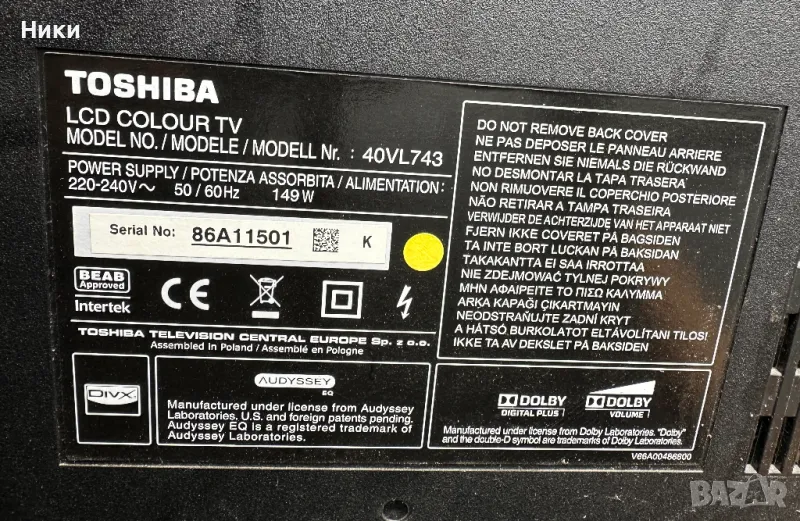 Ники
TOSHIBA
LCD COLOUR TV
MODEL NO./ MODELE / MODELL Nr. : 40VL743
POWER SUPPLY / POTENZA ASSORBITA / ALIMENTATION:
220-240V~ 50 / 60Hz 149 W
Serial No: 86A11501 K
BEAB
Approved
Intertek
CE
TOSHIBA TELEVISION CENTRAL EUROPE Sp. z o.o.
Assembled in Poland / Assemblé en Pologne
DIVX
AUDYSSEY
EQ
Manufactured under license from Audyssey
Laboratories. U.S. and foreign patents pending.
Audyssey EQ is a registered trademark of
Audyssey Laboratories.
DO NOT REMOVE BACK COVER
NE PAS DEPOSER LE PANNEAU ARRIERE
ENTFERNEN SIE NIEMALS DIE RÜCKWAND
NO DESMONTAR LA TAPA TRASERA
NON RIMUOVERE IL COPERCHIO POSTERIORE
NÃO RETIRAR A TAMPA TRASEIRA
VERWIJDER DE ACHTERZIJDE VAN HET APPARAAT NIET
FJERN IKKE COVERET PÅ BAGSIDEN
TA INTE BORT LUCKAN PÅ BAKSIDAN
TAKAKANTTA EI SAA IRROTTAA
NIE ZDEJMOWAĆ TYLNEJ POKRYWY
ΜΗΝ ΑΦΑΙΡΕΙΤΕ ΤΟ ΠΙΣΩ ΚΑΛΥΜΜΑ
ARKA KAPAĞI ÇIKARTMAYIN
NEODSTRAŇUJTE ZADNÍ KRYT
A HÁTSÓ BURKOLATOT ELTÁVOLÍTANI TILOS!
IKKE TA AV DEKSLET PÅ BAKSIDEN
DOLBY
DIGITAL PLUS
DOLBY
VOLUME
Manufactured under license from Dolby Laboratories. "Dolby"
and the double-D symbol are trademarks of Dolby Laboratories.
V66A00486800
BAZAR